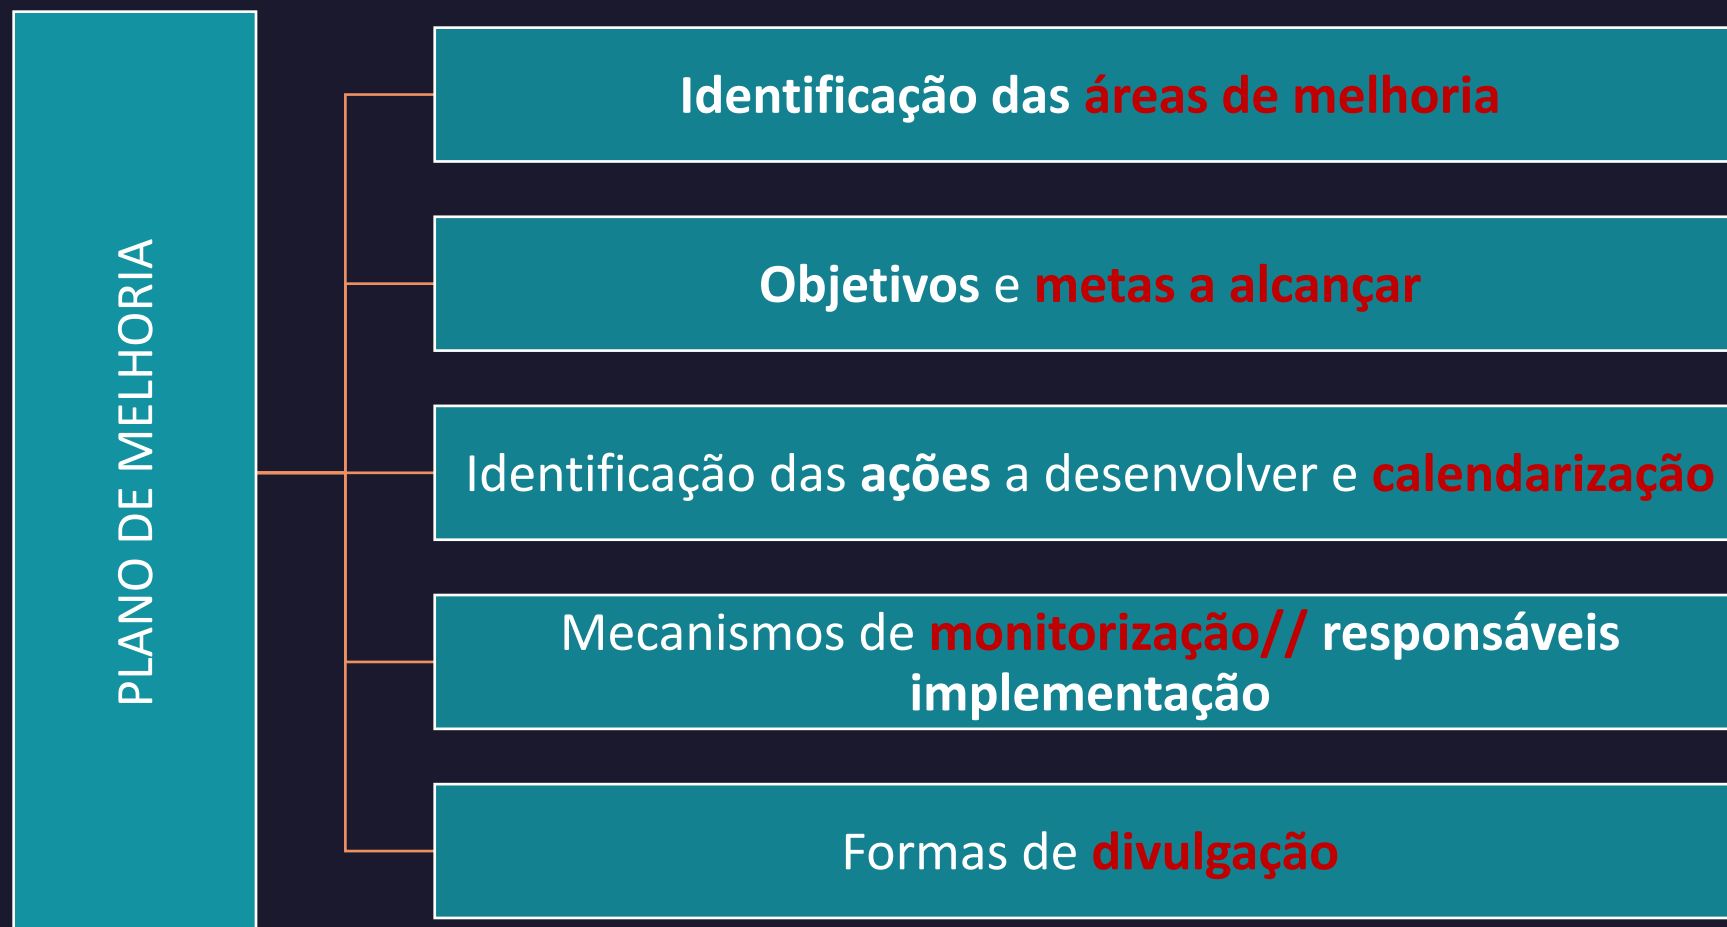 PLANO DE MELHORIA
Identificação das áreas de melhoria
Objetivos e metas a alcançar
Identificação das ações a desenvolver e calendarização
Mecanismos de monitorização// responsáveis
implementação
Formas de divulgação